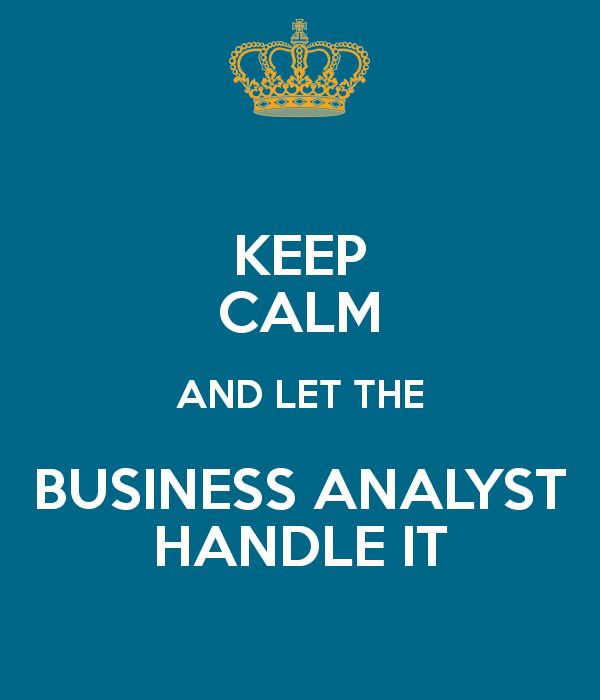 KEEP
CALM
AND LET THE
BUSINESS ANALYST
HANDLE IT